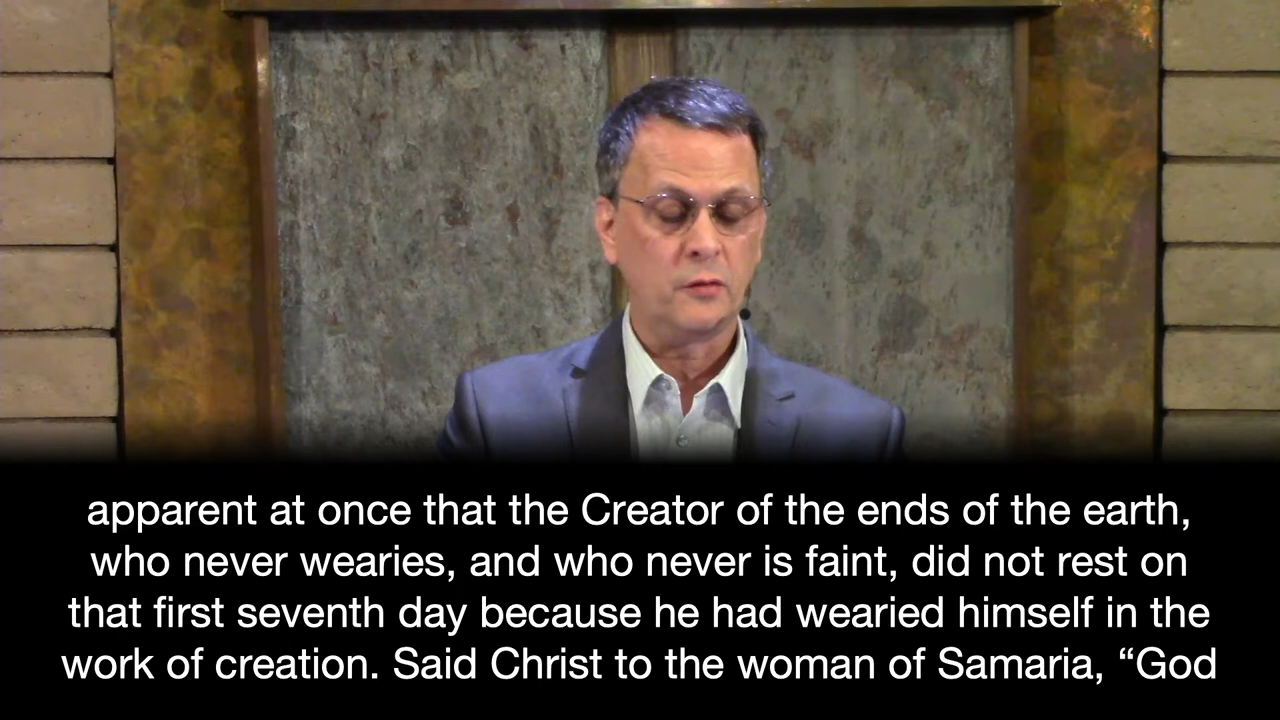 apparent at once that the Creator of the ends of the earth,
who never wearies, and who never is faint, did not rest on
that first seventh day because he had wearied himself in the
work of creation. Said Christ to the woman of Samaria, “God